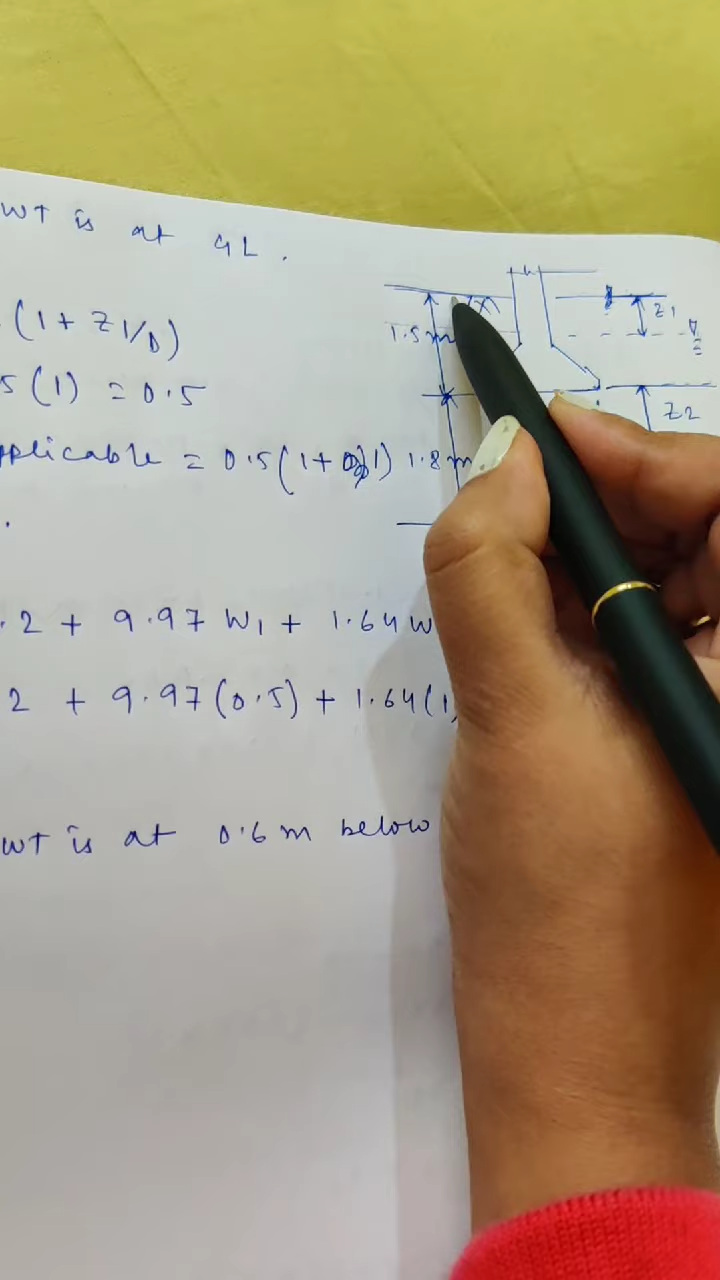 WT is at GL.
(1 + Z1/D)
5 (1) = 0.5
pplicable = 0.5 (1 + 1)
.2 + 9.97 W1 + 1.64 W
2 + 9.97 (0.5) + 1.64 (1
WT is at 0.6 m below
1.5m
Z1
Z2
1.8m